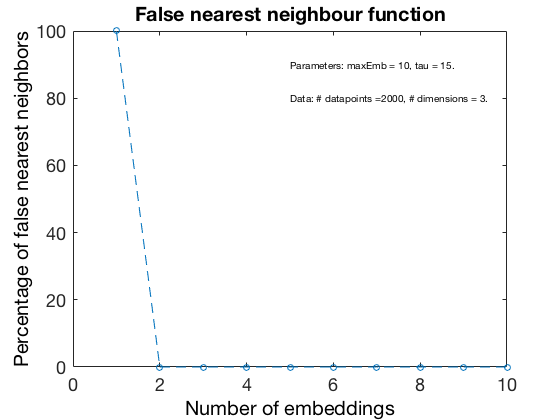 False nearest neighbour function
Percentage of false nearest neighbors
100
80
60
40
20
0
Parameters: maxEmb = 10, tau = 15.
Data: # datapoints =2000, # dimensions = 3.
0 2 4 6 8 10
Number of embeddings